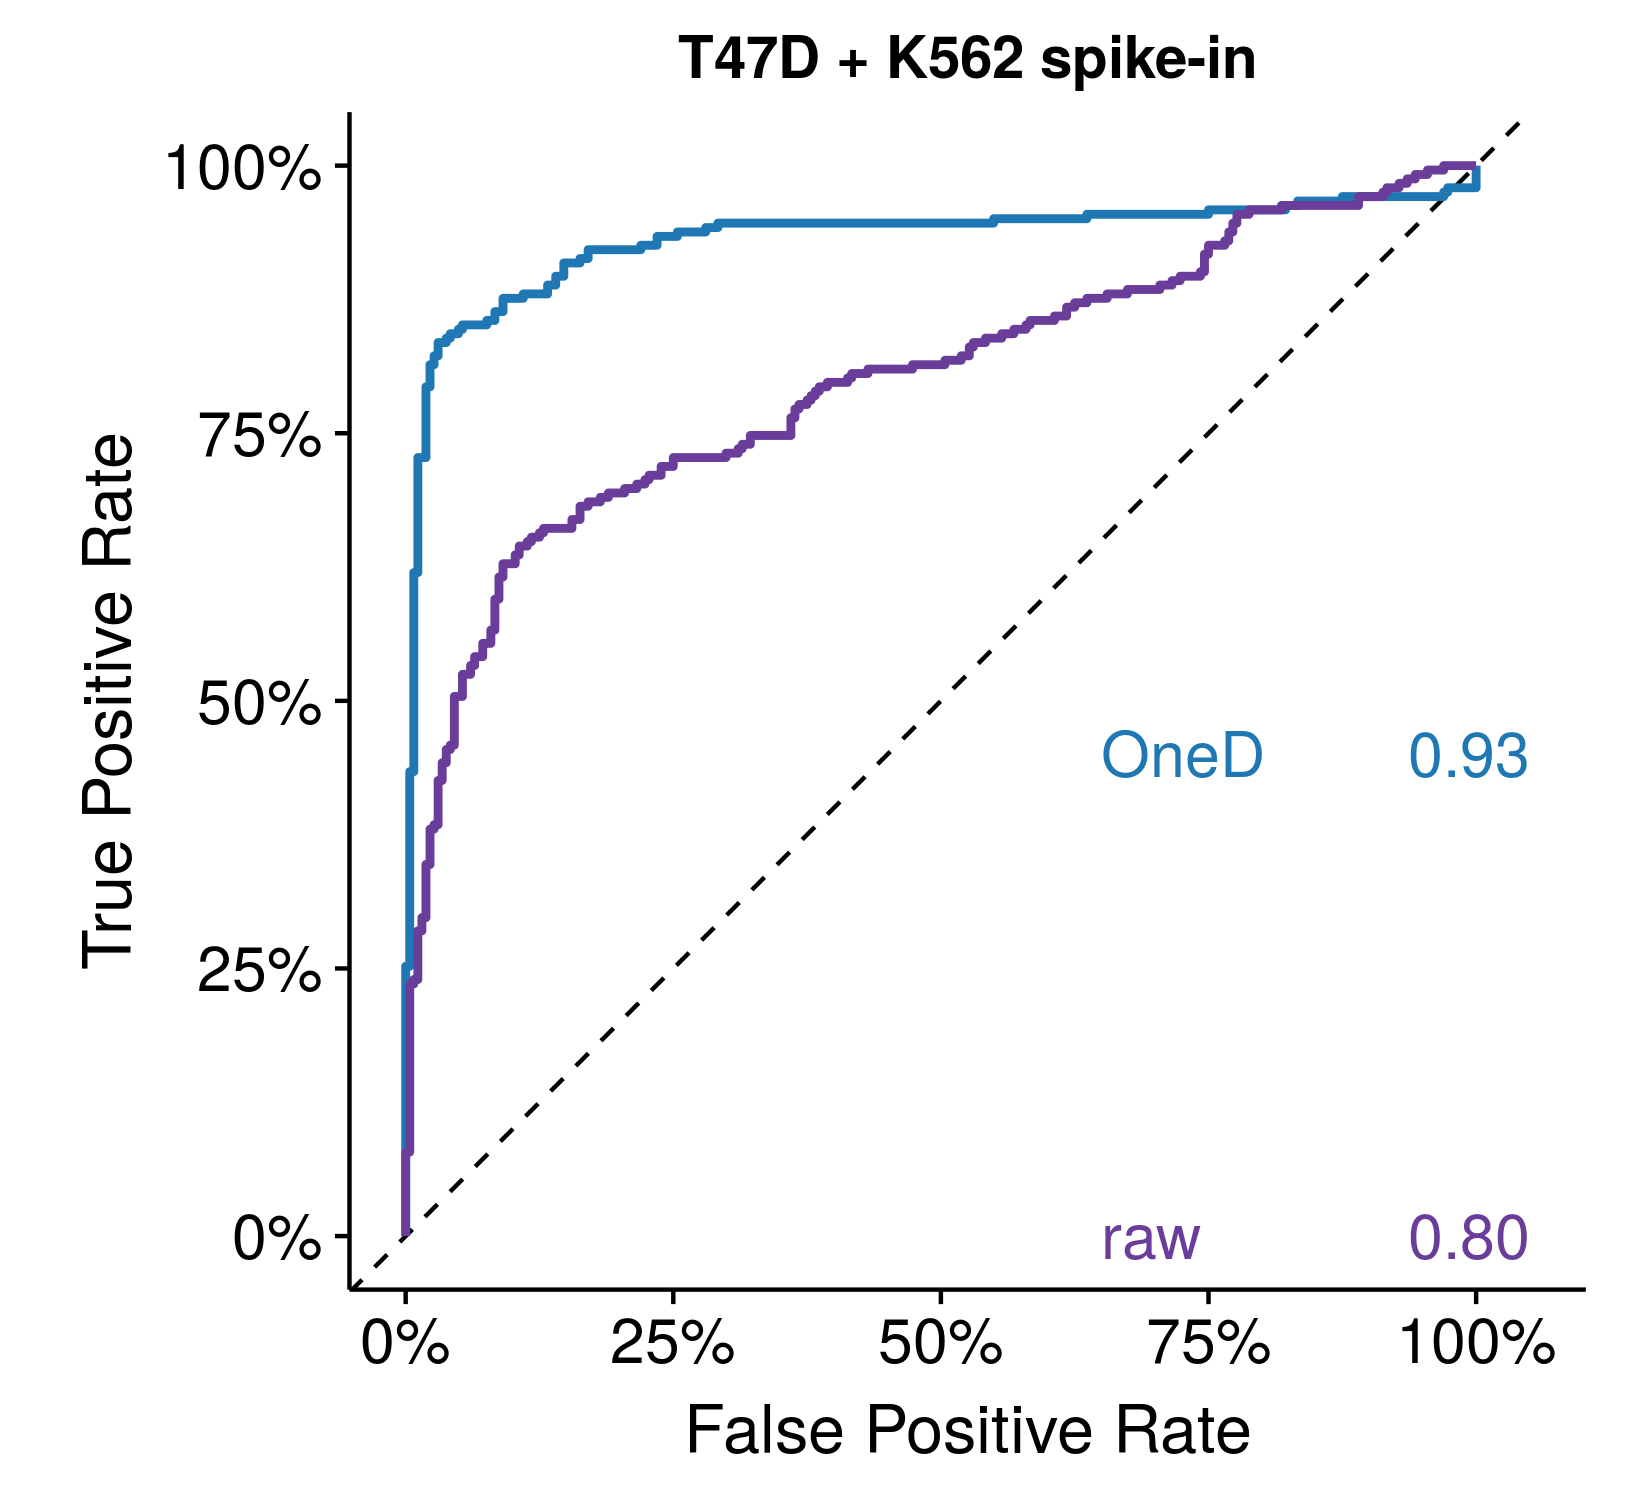 T47D + K562 spike-in
100%
75%
50%
25%
0%
True Positive Rate
OneD 0.93
raw 0.80
0% 25% 50% 75% 100%
False Positive Rate